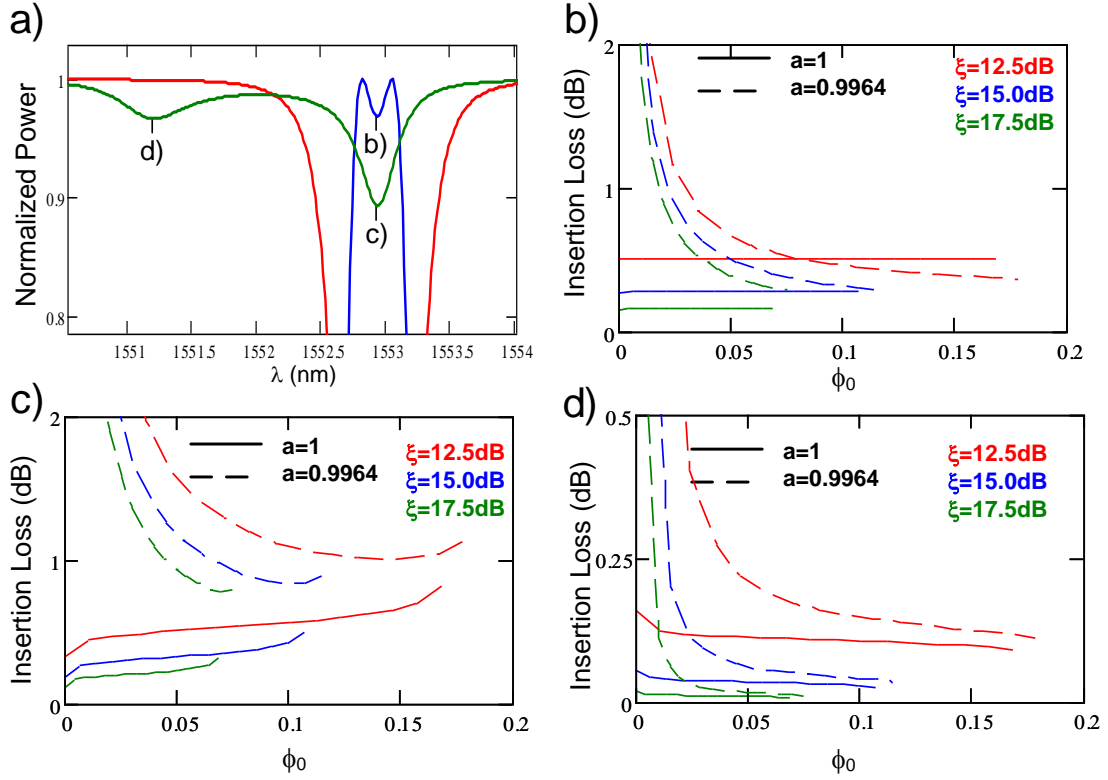 a)
Normalized Power
1
0.9
0.8
d)
b)
c)
1551
1551.5
1552
1552.5
1553
1553.5
1554
λ (nm)
b)
Insertion Loss (dB)
2
1
0
a=1
a=0.9964
ξ=12.5dB
ξ=15.0dB
ξ=17.5dB
0
0.05
0.1
0.15
0.2
ϕ0
c)
Insertion Loss (dB)
2
1
0
a=1
a=0.9964
ξ=12.5dB
ξ=15.0dB
ξ=17.5dB
0
0.05
0.1
0.15
0.2
ϕ0
d)
Insertion Loss (dB)
0.5
0.25
0
a=1
a=0.9964
ξ=12.5dB
ξ=15.0dB
ξ=17.5dB
0
0.05
0.1
0.15
0.2
ϕ0